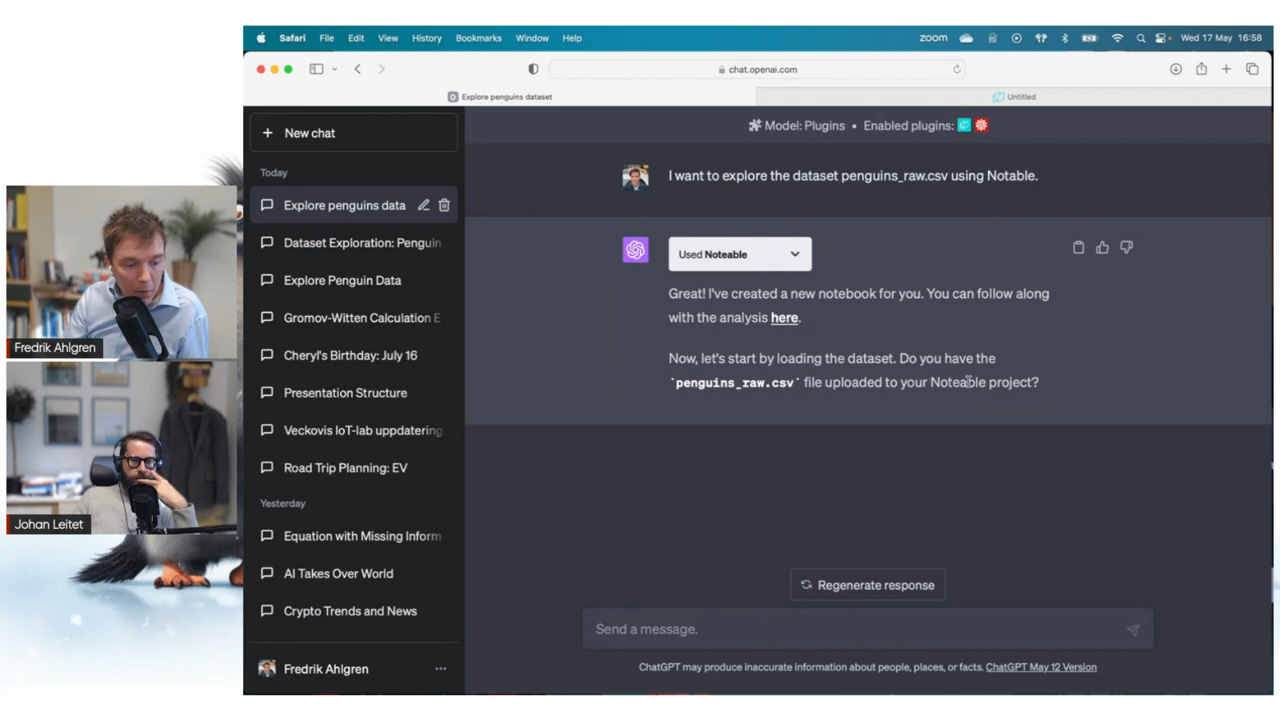 Safari File Edit View History Bookmarks Window Help
zoom Wed 17 May 16:58
chat.openai.com
Explore penguins dataset
Untitled
New chat
Today
Explore penguins data
Dataset Exploration: Penguin
Explore Penguin Data
Gromov-Witten Calculation E
Cheryl's Birthday: July 16
Presentation Structure
Veckovis IoT-lab uppdatering
Road Trip Planning: EV
Yesterday
Equation with Missing Inform
AI Takes Over World
Crypto Trends and News
Fredrik Ahlgren
Model: Plugins • Enabled plugins:
I want to explore the dataset penguins_raw.csv using Notable.
Used Noteable
Great! I've created a new notebook for you. You can follow along
with the analysis here.
Now, let's start by loading the dataset. Do you have the
`penguins_raw.csv` file uploaded to your Noteable project?
Regenerate response
Send a message.
ChatGPT may produce inaccurate information about people, places, or facts. ChatGPT May 12 Version
Fredrik Ahlgren
Johan Leitet